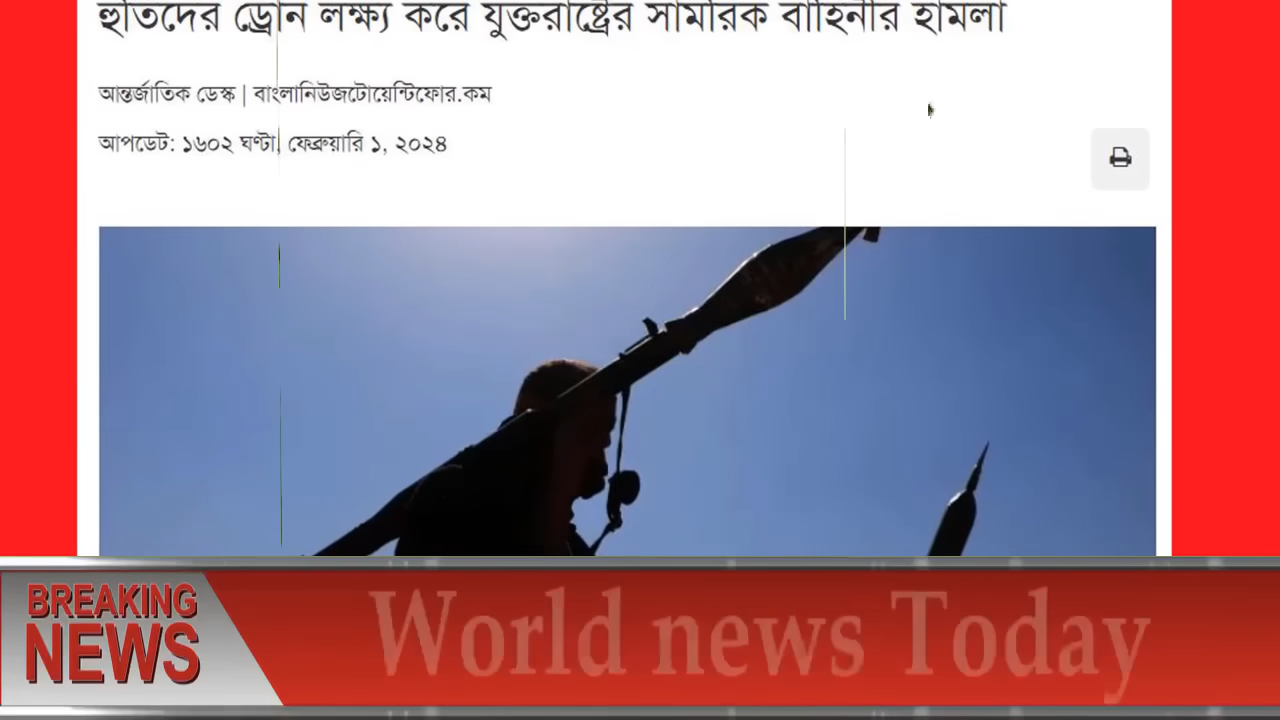 হুতিদের ড্রোন লক্ষ্য করে যুক্তরাষ্ট্রের সামরিক বাহিনীর হামলা
আন্তর্জাতিক ডেস্ক | বাংলানিউজটোয়েন্টিফোর.কম
আপডেট: ১৬০২ ঘণ্টা, ফেব্রুয়ারি ১, ২০২৪
BREAKING
NEWS
World news Today